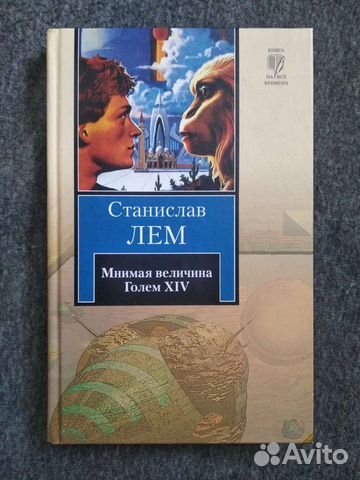 КНИГА
НА ВСЕ
ВРЕМЕНА
Станислав
ЛЕМ
Мнимая величина
Голем XIV
Avito